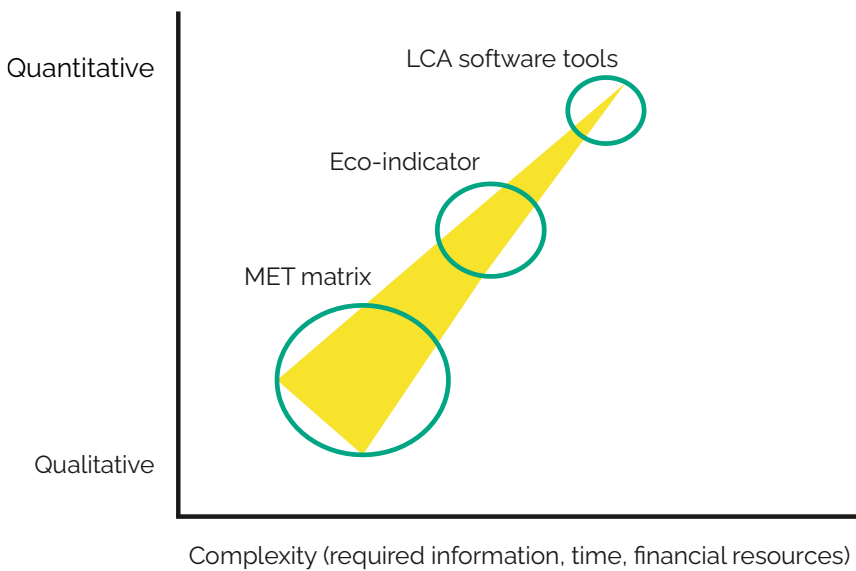 LCA software tools
Quantitative
Eco-indicator
MET matrix
Qualitative
Complexity (required information, time, financial resources)